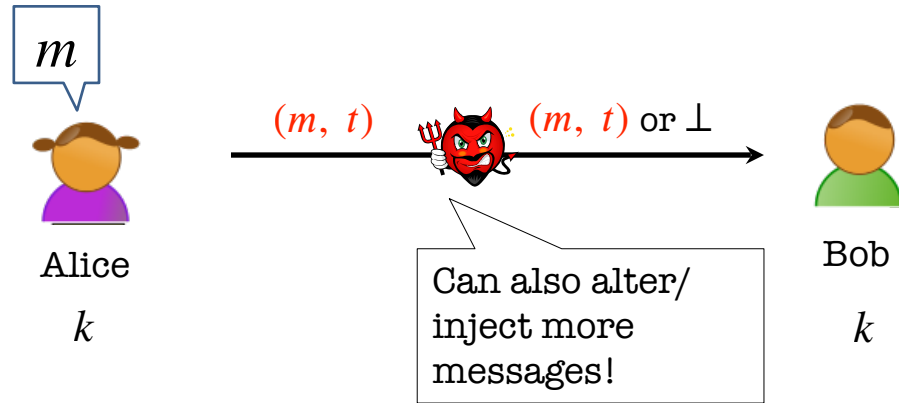 m
(m, t)
(m, t) or ⊥
Alice
k
Can also alter/
inject more
messages!
Bob
k